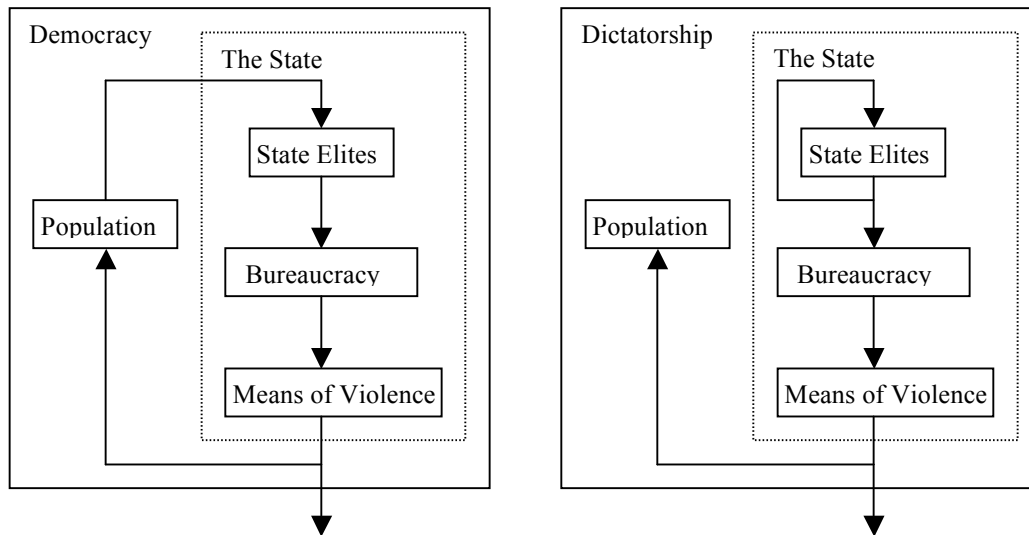 Democracy
The State
State Elites
Population
Bureaucracy
Means of Violence
Dictatorship
The State
State Elites
Population
Bureaucracy
Means of Violence